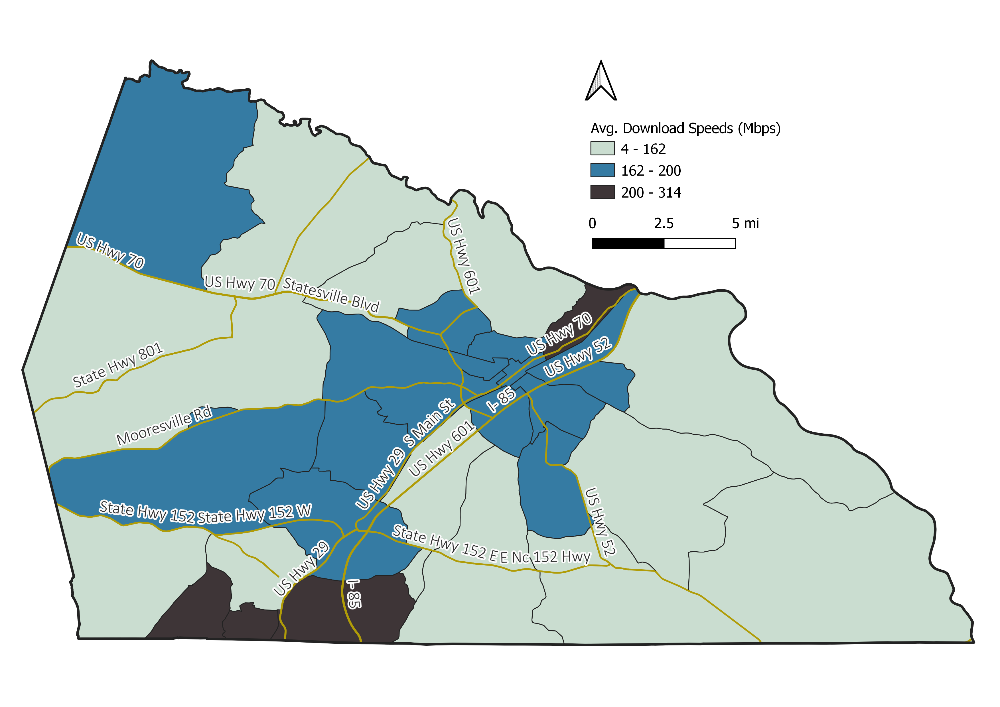 Avg. Download Speeds (Mbps)
4 - 162
162 - 200
200 - 314
0 2.5 5 mi
US Hwy 70
US Hwy 601
US Hwy 70
Statesville Blvd
US Hwy 70
US Hwy 52
State Hwy 801
I- 85
S Main St
Mooresville Rd
US Hwy 601
US Hwy 29
State Hwy 152
State Hwy 152 W
US Hwy 52
State Hwy 152 E
E Nc 152 Hwy
US Hwy 29
I- 85